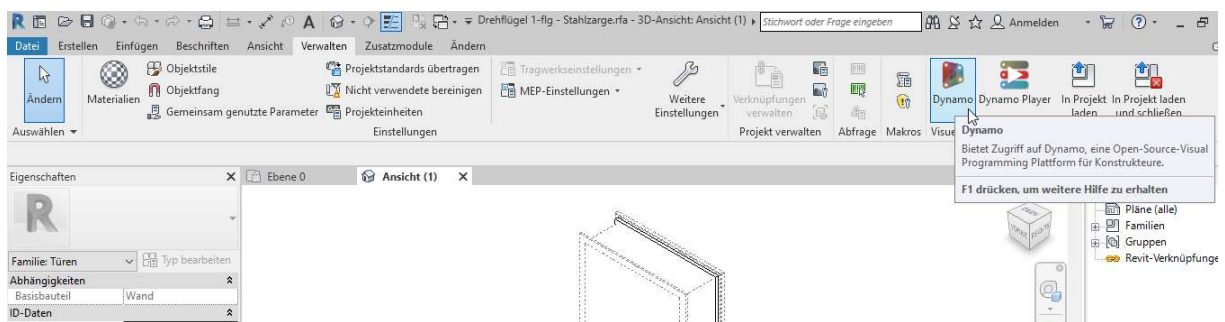 Drehflügel 1-flg - Stahlzarge.rfa - 3D-Ansicht: Ansicht (1)
Stichwort oder Frage eingeben
Anmelden
Datei Erstellen Einfügen Beschriften Ansicht Verwalten Zusatzmodule Ändern
Ändern
Materialien
Objektstile
Objektfang
Gemeinsam genutzte Parameter
Projektstandards übertragen
Nicht verwendete bereinigen
Projekteinheiten
Tragwerkseinstellungen
MEP-Einstellungen
Weitere
Einstellungen
Verknüpfungen
verwalten
Dynamo
Dynamo Player
In Projekt
laden
In Projekt laden
und schließen
Auswählen
Einstellungen
Projekt verwalten
Abfrage
Makros
Visue
Dynamo
Bietet Zugriff auf Dynamo, eine Open-Source-Visual
Programming Plattform für Konstrukteure.
F1 drücken, um weitere Hilfe zu erhalten
Eigenschaften
Ebene 0
Ansicht (1)
R
Familie: Türen
Typ bearbeiten
Abhängigkeiten
Basisbauteil Wand
ID-Daten
Pläne (alle)
Familien
Gruppen
Revit-Verknüpfunge